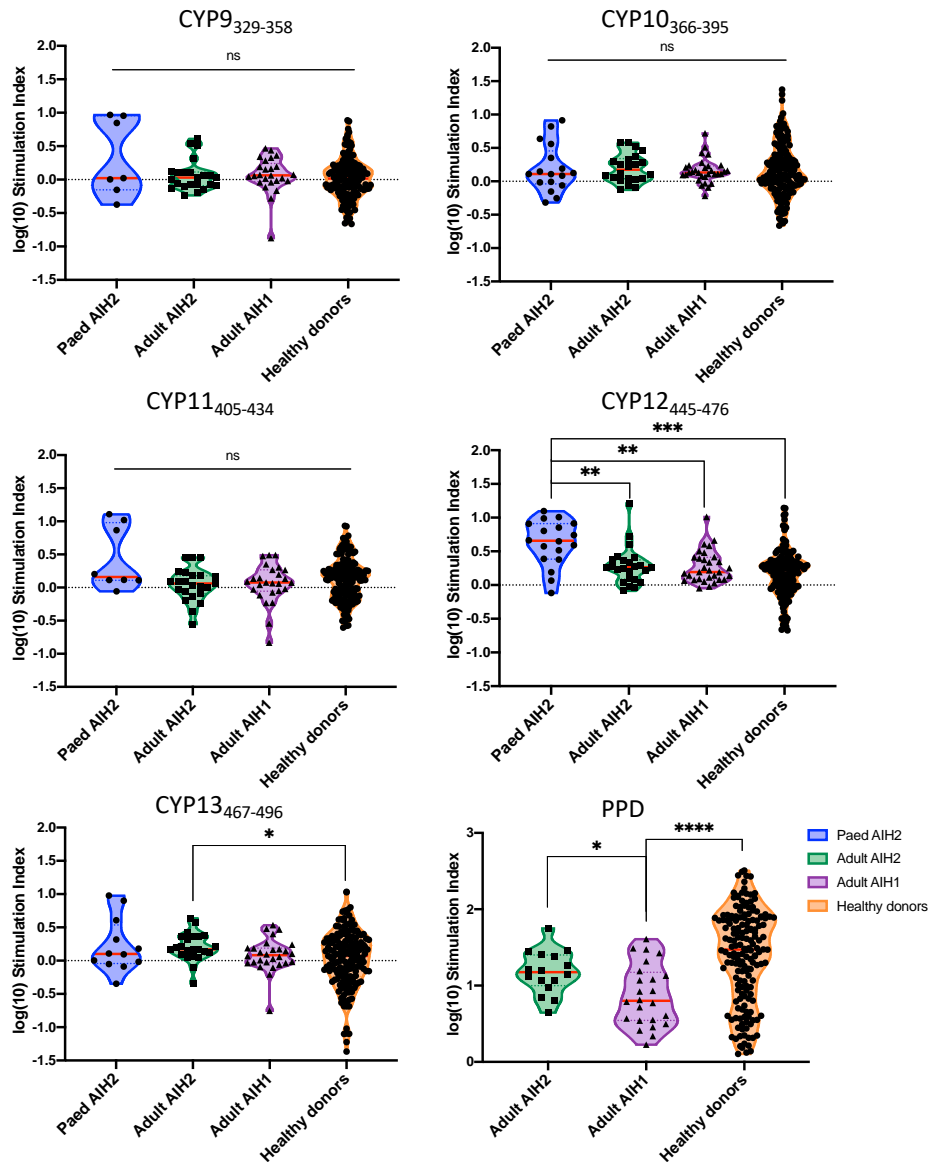 CYP9329-358
ns
log(10) Stimulation Index
2.0
1.5
1.0
0.5
0.0
-0.5
-1.0
-1.5
Paed AIH2
Adult AIH2
Adult AIH1
Healthy donors
CYP10366-395
ns
log(10) Stimulation Index
2.0
1.5
1.0
0.5
0.0
-0.5
-1.0
-1.5
Paed AIH2
Adult AIH2
Adult AIH1
Healthy donors
CYP11405-434
ns
log(10) Stimulation Index
2.0
1.5
1.0
0.5
0.0
-0.5
-1.0
-1.5
Paed AIH2
Adult AIH2
Adult AIH1
Healthy donors
CYP12445-476
***
**
**
log(10) Stimulation Index
2.0
1.5
1.0
0.5
0.0
-0.5
-1.0
-1.5
Paed AIH2
Adult AIH2
Adult AIH1
Healthy donors
CYP13467-496
*
log(10) Stimulation Index
2.0
1.5
1.0
0.5
0.0
-0.5
-1.0
-1.5
Paed AIH2
Adult AIH2
Adult AIH1
Healthy donors
PPD
****
*
log(10) Stimulation Index
3
2
1
0
Adult AIH2
Adult AIH1
Healthy donors
Paed AIH2
Adult AIH2
Adult AIH1
Healthy donors